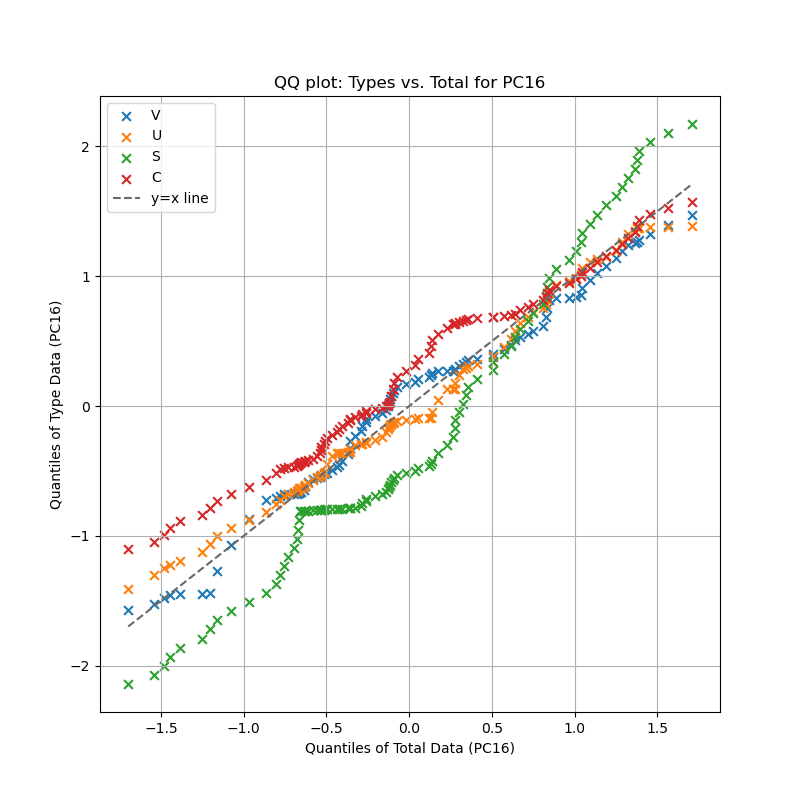 QQ plot: Types vs. Total for PC16
V
U
S
C
y=x line
2
1
0
−1
−2
Quantiles of Type Data (PC16)
−1.5 −1.0 −0.5 0.0 0.5 1.0 1.5
Quantiles of Total Data (PC16)